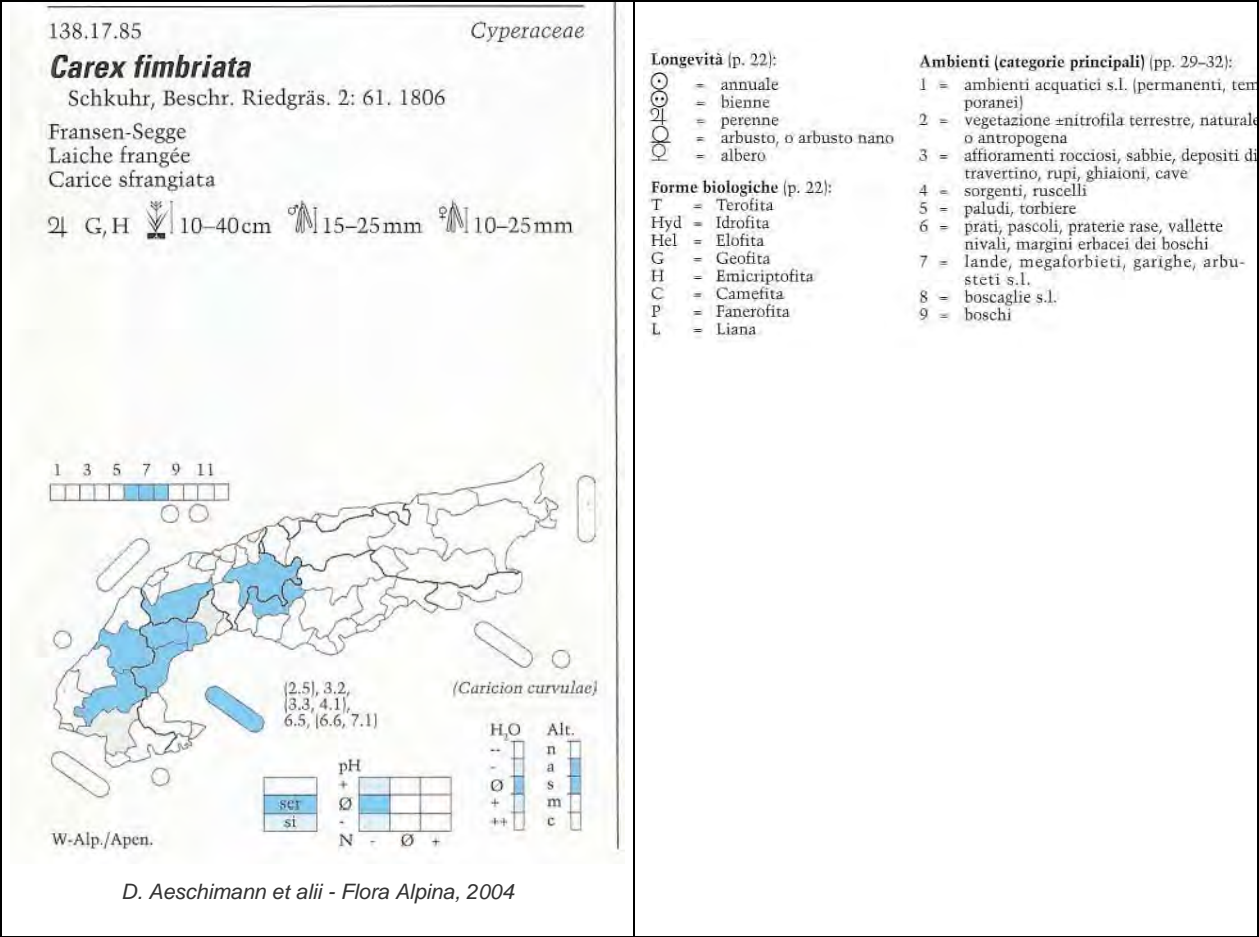 138.17.85 Cyperaceae
Carex fimbriata
Schkuhr, Beschr. Riedgräs. 2: 61. 1806
Fransen-Segge
Laiche frangée
Carice sfrangiata
♃ G, H 10–40cm ♂ 15–25mm ♀ 10–25mm
1 3 5 7 9 11
(2.5), 3.2,
(3.3, 4.1),
6.5, (6.6, 7.1)
(Caricion curvulae)
H₂O Alt.
-- n
- a
Ø s
+ m
++ c
pH
+
ser Ø
si -
N - Ø +
W-Alp./Apen.
D. Aeschimann et alii - Flora Alpina, 2004
Longevità (p. 22):
☉ = annuale
= bienne
♃ = perenne
= arbusto, o arbusto nano
= albero
Forme biologiche (p. 22):
T = Terofita
Hyd = Idrofita
Hel = Elofita
G = Geofita
H = Emicriptofita
C = Camefita
P = Fanerofita
L = Liana
Ambienti (categorie principali) (pp. 29–32):
1 = ambienti acquatici s.l. (permanenti, tem
poranei)
2 = vegetazione ±nitrofila terrestre, naturale
o antropogena
3 = affioramenti rocciosi, sabbie, depositi di
travertino, rupi, ghiaioni, cave
4 = sorgenti, ruscelli
5 = paludi, torbiere
6 = prati, pascoli, praterie rase, vallette
nivali, margini erbacei dei boschi
7 = lande, megaforbieti, garighe, arbu-
steti s.l.
8 = boscaglie s.l.
9 = boschi